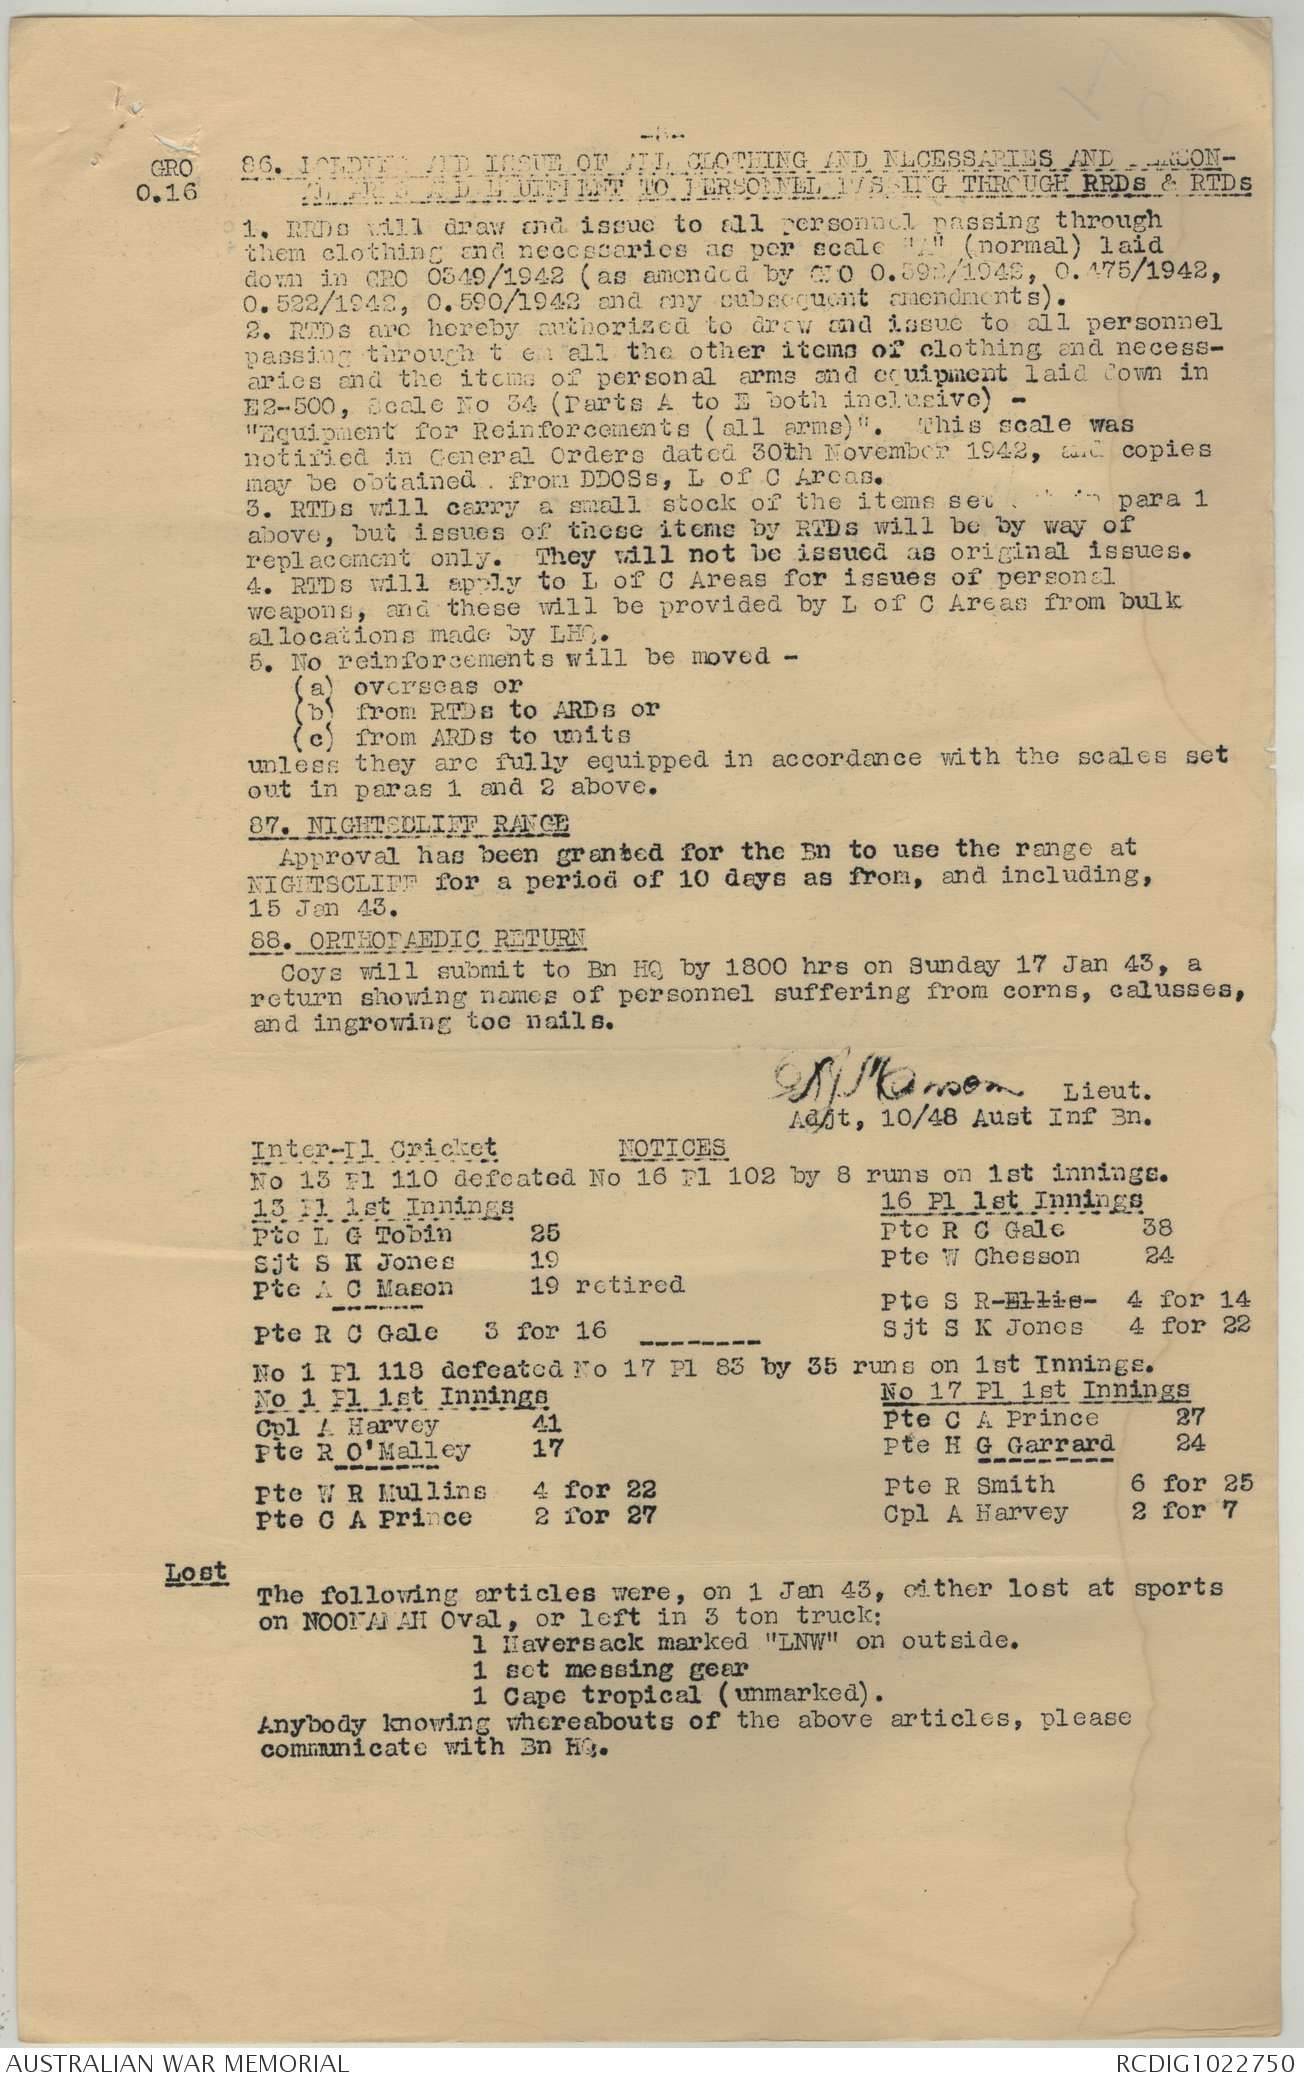 GRO
0.16
86. HOLDING AND ISSUE OF ALL CLOTHING AND NECESSARIES AND PERSON-
AL ARMS AND EQUIPMENT TO PERSONNEL PASSING THROUGH RRDs & RTDs
1. RRDs will draw and issue to all personnel passing through
them clothing and necessaries as per scale "A" (normal) laid
down in GRO 0349/1942 (as amended by GRO 0.392/1942, 0.475/1942,
0.522/1942, 0.590/1942 and any subsequent amendments).
2. RTDs are hereby authorized to draw and issue to all personnel
passing through them all the other items of clothing and necess-
aries and the items of personal arms and equipment laid down in
E2-500, Scale No 34 (Parts A to E both inclusive) -
"Equipment for Reinforcements (all arms)". This scale was
notified in General Orders dated 30th November 1942, and copies
may be obtained . from DDOSs, L of C Areas.
3. RTDs will carry a small stock of the items set in para 1
above, but issues of these items by RTDs will be by way of
replacement only. They will not be issued as original issues.
4. RTDs will apply to L of C Areas for issues of personal
weapons, and these will be provided by L of C Areas from bulk
allocations made by LHQ.
5. No reinforcements will be moved -
(a) overseas or
(b) from RTDs to ARDs or
(c) from ARDs to units
unless they are fully equipped in accordance with the scales set
out in paras 1 and 2 above.
87. NIGHTSCLIFF RANGE
Approval has been granted for the Bn to use the range at
NIGHTSCLIFF for a period of 10 days as from, and including,
15 Jan 43.
88. ORTHOPAEDIC RETURN
Coys will submit to Bn HQ by 1800 hrs on Sunday 17 Jan 43, a
return showing names of personnel suffering from corns, calusses,
and ingrowing toe nails.
Lieut.
Adjt, 10/48 Aust Inf Bn.
Inter-Pl Cricket NOTICES
No 13 Pl 110 defeated No 16 Pl 102 by 8 runs on 1st innings.
13 Pl 1st Innings 16 Pl 1st Innings
Pte L G Tobin 25 Pte R C Gale 38
Sjt S K Jones 19 Pte W Chesson 24
Pte A C Mason 19 retired
Pte S R Ellis 4 for 14
Pte R C Gale 3 for 16 Sjt S K Jones 4 for 22
No 1 Pl 118 defeated No 17 Pl 83 by 35 runs on 1st Innings.
No 1 Pl 1st Innings No 17 Pl 1st Innings
Cpl A Harvey 41 Pte C A Prince 27
Pte R O'Malley 17 Pte H G Garrard 24
Pte W R Mullins 4 for 22 Pte R Smith 6 for 25
Pte C A Prince 2 for 27 Cpl A Harvey 2 for 7
Lost
The following articles were, on 1 Jan 43, either lost at sports
on NOONAMAH Oval, or left in 3 ton truck:
1 Haversack marked "LNW" on outside.
1 set messing gear
1 Cape tropical (unmarked).
Anybody knowing whereabouts of the above articles, please
communicate with Bn HQ.
AUSTRALIAN WAR MEMORIAL RCDIG1022750